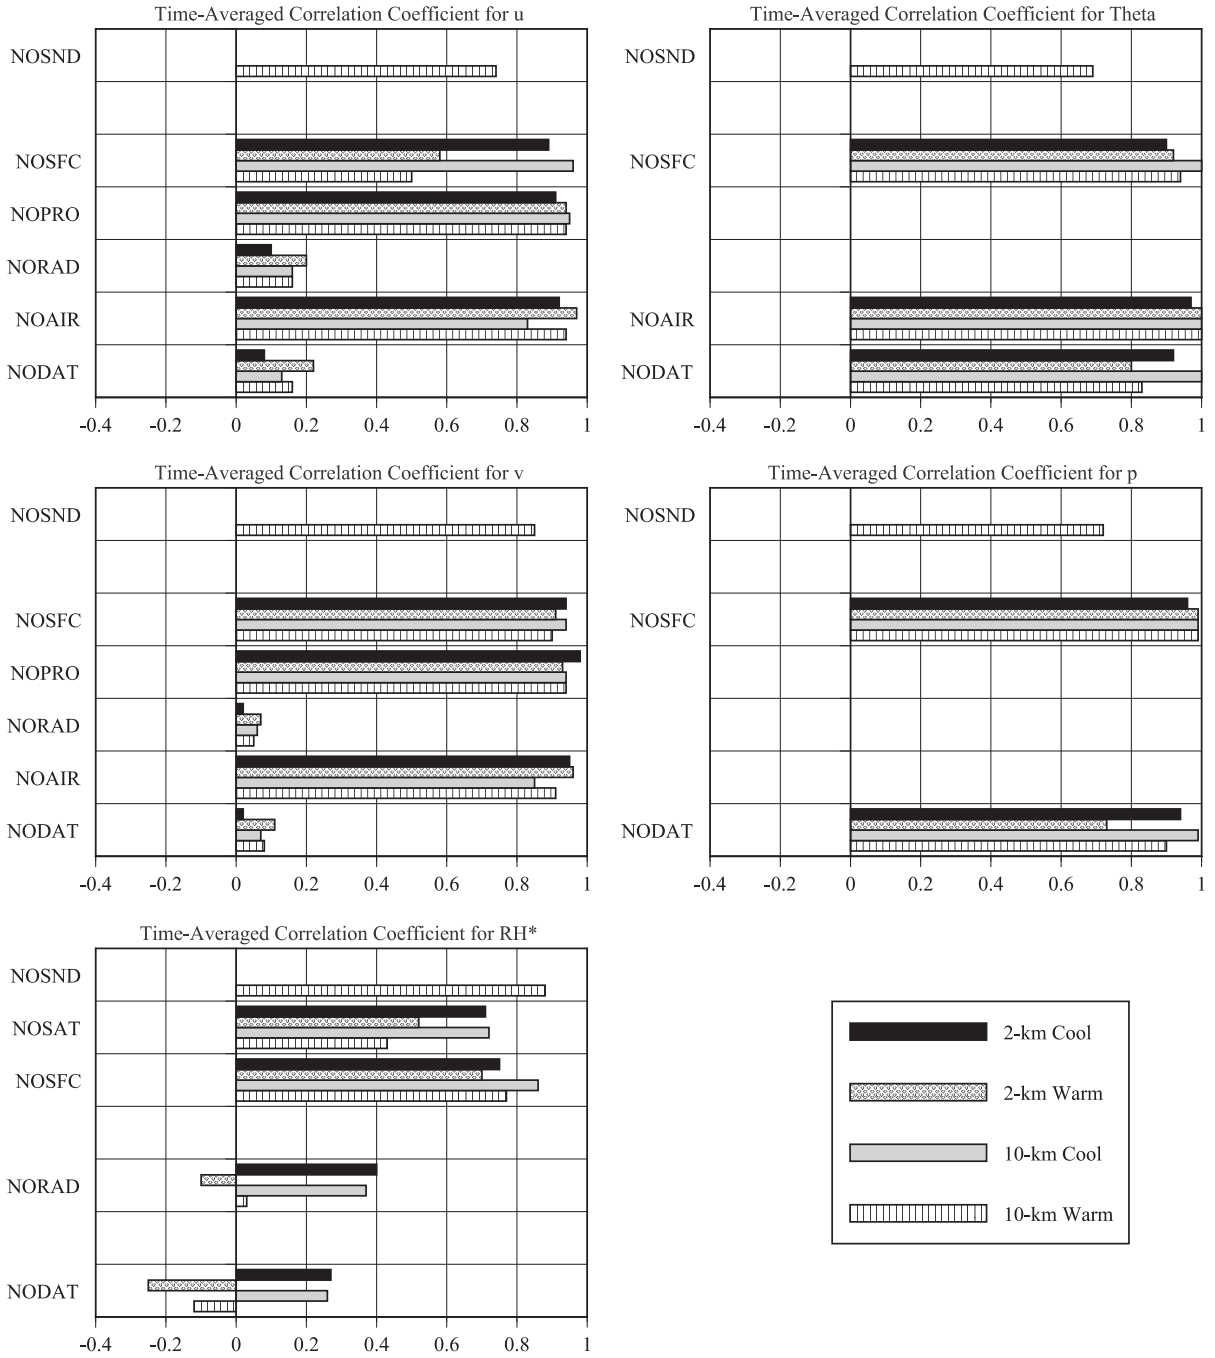 Time-Averaged Correlation Coefficient for u
NOSND
NOSFC
NOPRO
NORAD
NOAIR
NODAT
-0.4 -0.2 0 0.2 0.4 0.6 0.8 1
Time-Averaged Correlation Coefficient for Theta
NOSND
NOSFC
NOAIR
NODAT
-0.4 -0.2 0 0.2 0.4 0.6 0.8 1
Time-Averaged Correlation Coefficient for v
NOSND
NOSFC
NOPRO
NORAD
NOAIR
NODAT
-0.4 -0.2 0 0.2 0.4 0.6 0.8 1
Time-Averaged Correlation Coefficient for p
NOSND
NOSFC
NODAT
-0.4 -0.2 0 0.2 0.4 0.6 0.8 1
Time-Averaged Correlation Coefficient for RH*
NOSND
NOSAT
NOSFC
NORAD
NODAT
-0.4 -0.2 0 0.2 0.4 0.6 0.8 1
2-km Cool
2-km Warm
10-km Cool
10-km Warm